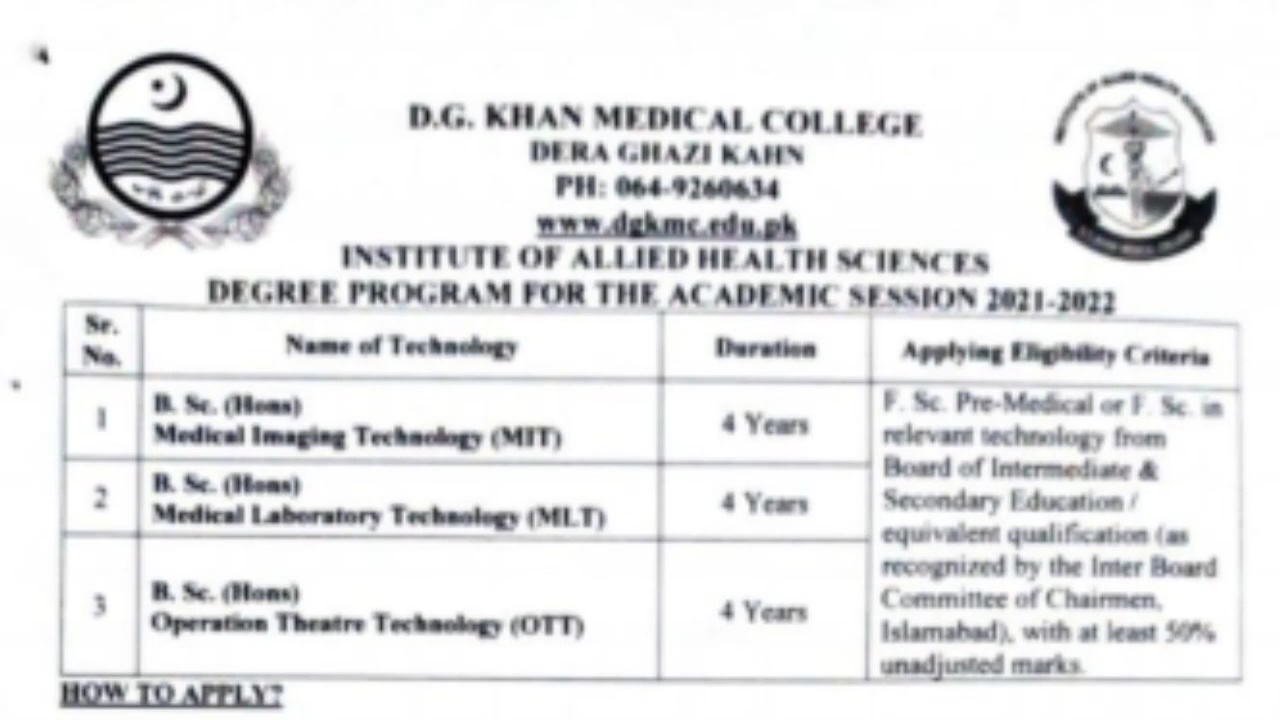 D.G. KHAN MEDICAL COLLEGE
DERA GHAZI KAHN
PH: 064-9260634
www.dgkmc.edu.pk
INSTITUTE OF ALLIED HEALTH SCIENCES
DEGREE PROGRAM FOR THE ACADEMIC SESSION 2021-2022
Sr. No. Name of Technology Duration Applying Eligibility Criteria
1 B. Sc. (Hons)
Medical Imaging Technology (MIT) 4 Years
2 B. Sc. (Hons)
Medical Laboratory Technology (MLT) 4 Years
3 B. Sc. (Hons)
Operation Theatre Technology (OTT) 4 Years
F. Sc. Pre-Medical or F. Sc. in
relevant technology from
Board of Intermediate &
Secondary Education /
equivalent qualification (as
recognized by the Inter Board
Committee of Chairmen,
Islamabad), with at least 50%
unadjusted marks.
HOW TO APPLY?